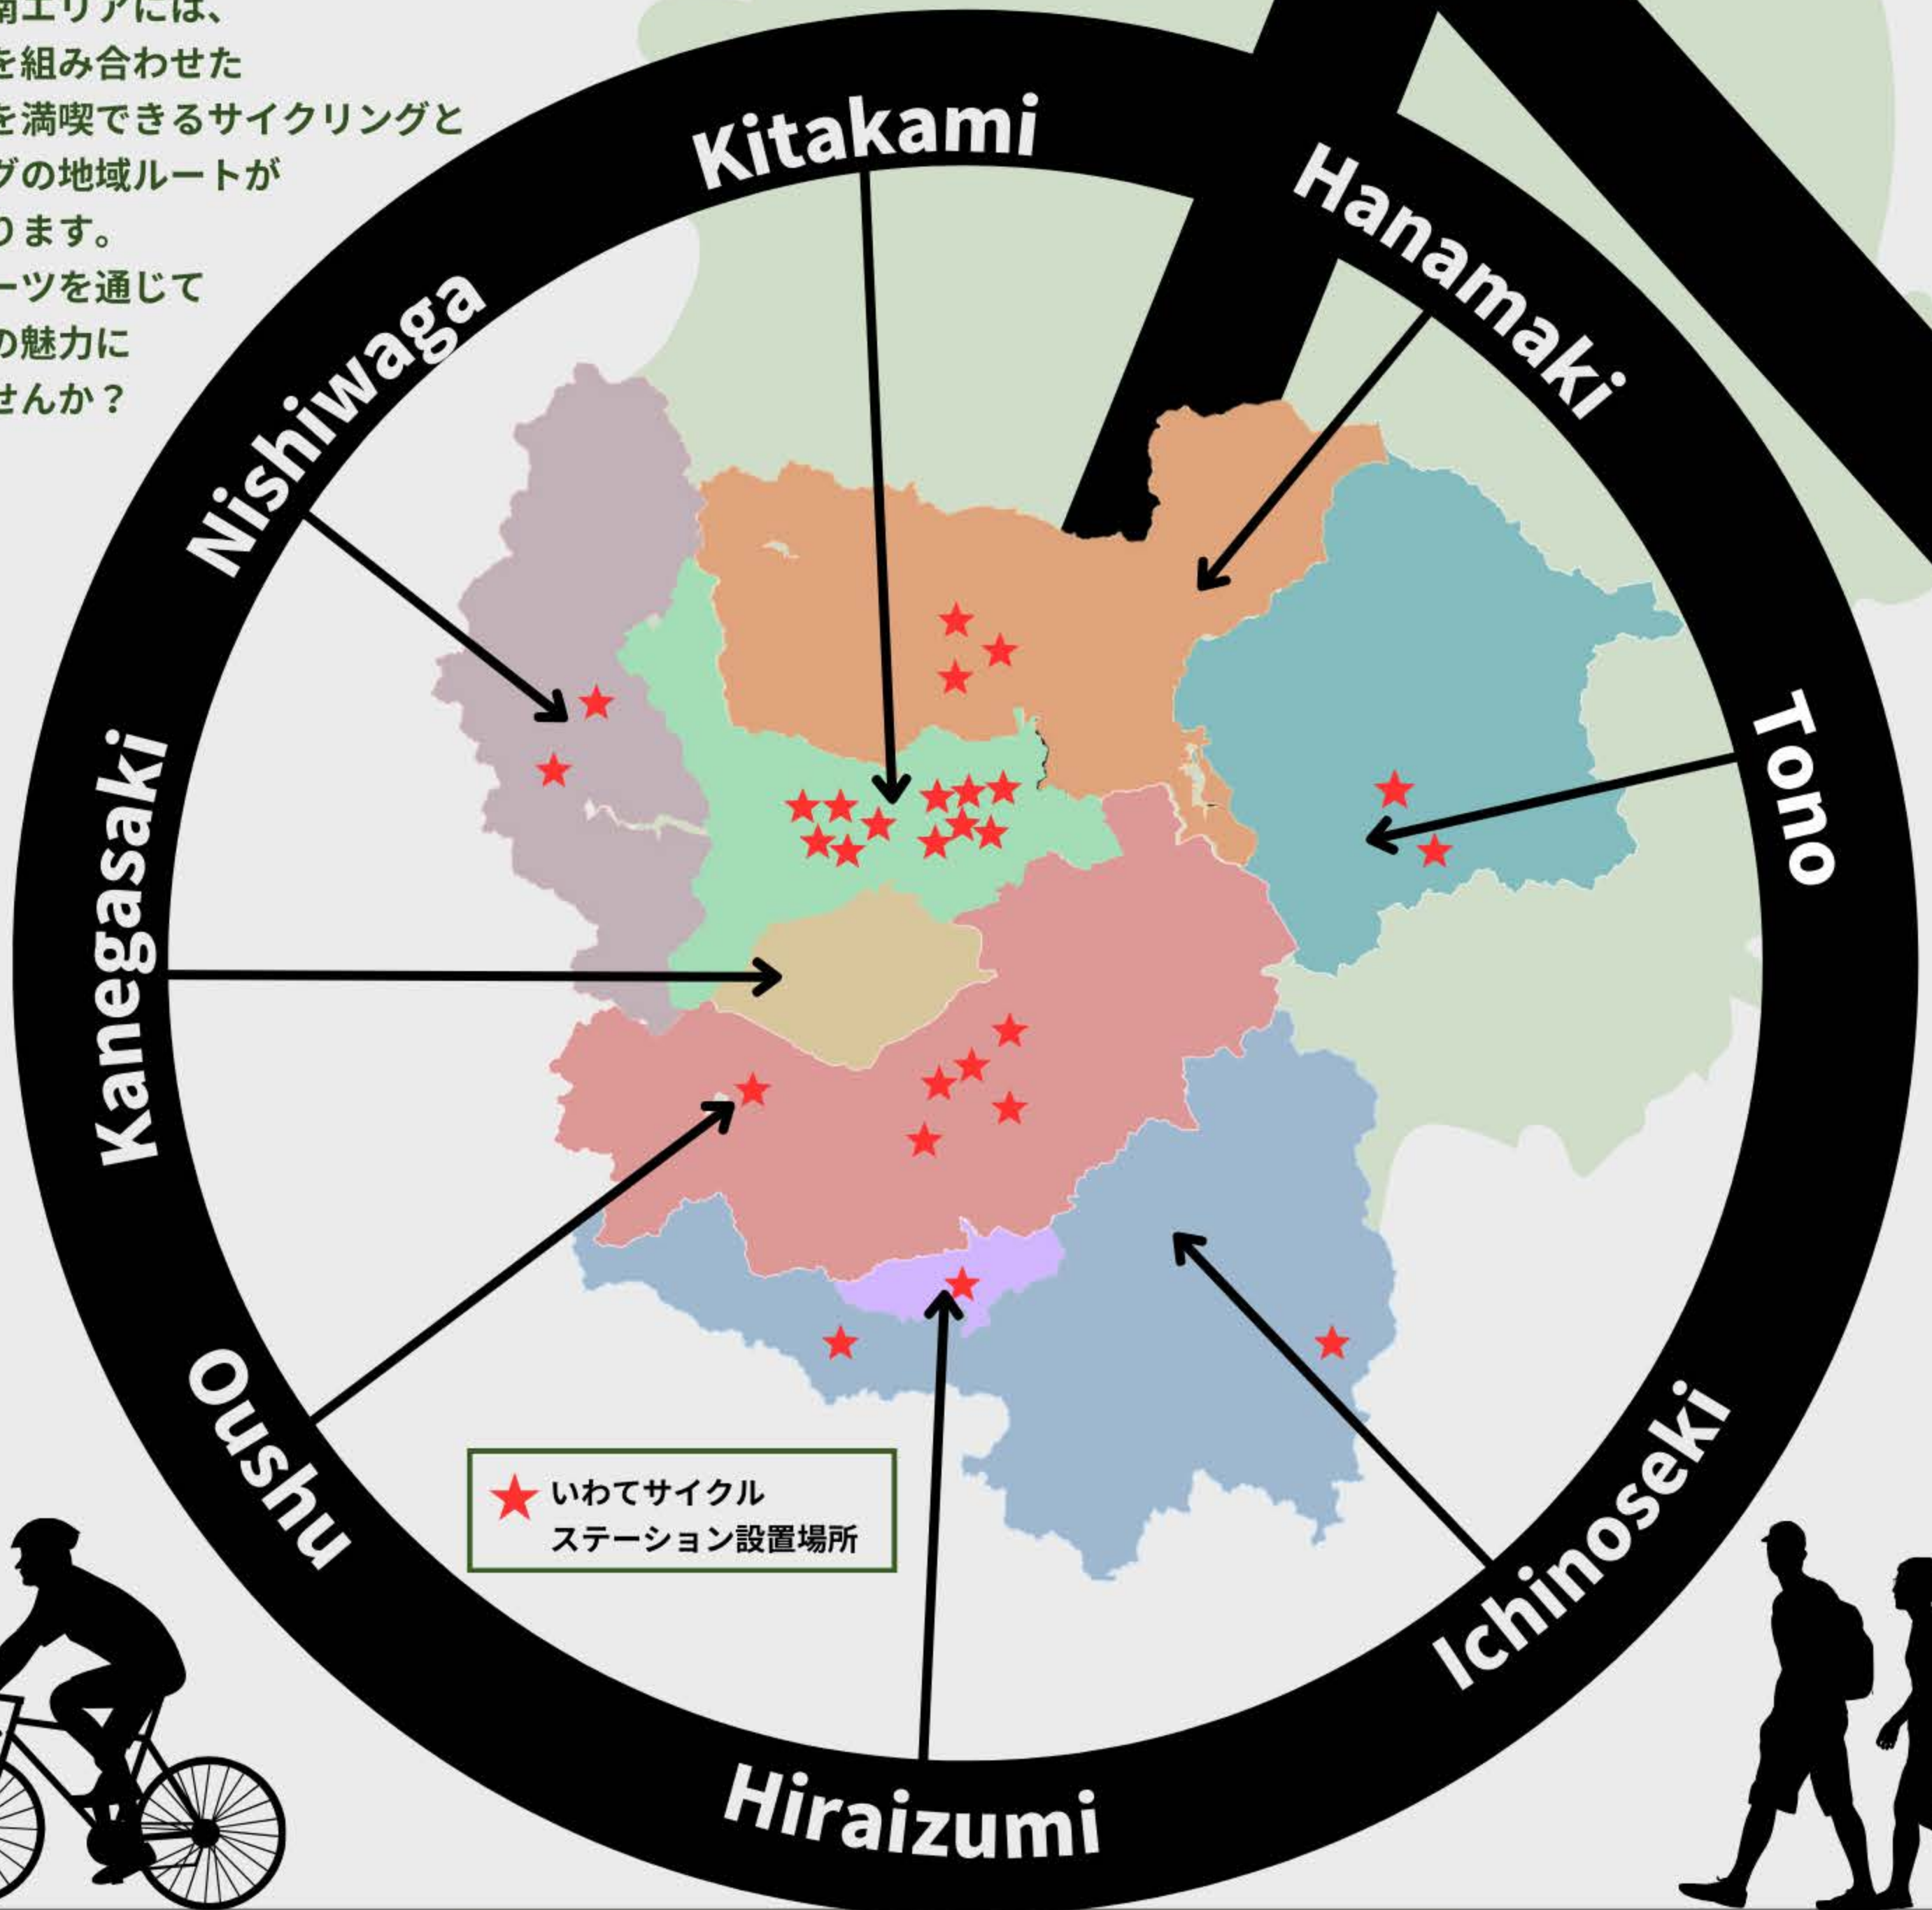 南エリアには、
を組み合わせた
を満喫できるサイクリングと
グの地域ルートが
ります。
ーツを通じて
の魅力に
せんか？
Kitakami
Hanamaki
Nishiwaga
Tono
Kanegasaki
Oushu
Ichinoseki
Hiraizumi
いわてサイクル
ステーション設置場所